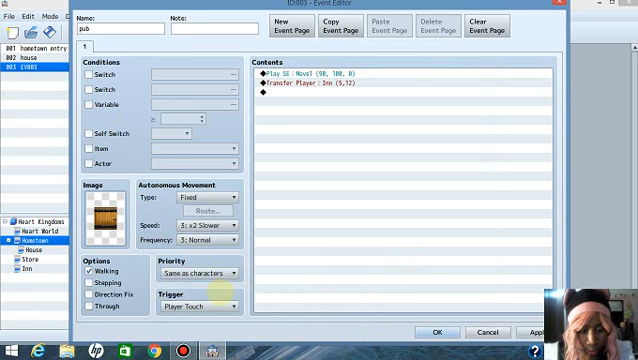 ID:003 - Event Editor
File Edit M
Name: Note:
pub
New Event Page Copy Event Page Paste Event Page Delete Event Page Clear Event Page
001 hometown entry
002 house
003 EV003
1
Conditions
Switch
Switch
Variable
≥
Self Switch
Item
Actor
Contents
◆Play SE : Move1 (90, 100, 0)
◆Transfer Player : Inn (5,12)
◆
Image
Autonomous Movement
Type: Fixed
Route...
Speed: 3: x2 Slower
Frequency: 3: Normal
Heart Kingdoms
Heart World
Hometown
House
Store
Inn
Options
Walking
Stepping
Direction Fix
Through
Priority
Same as characters
Trigger
Player Touch
OK Cancel Appl